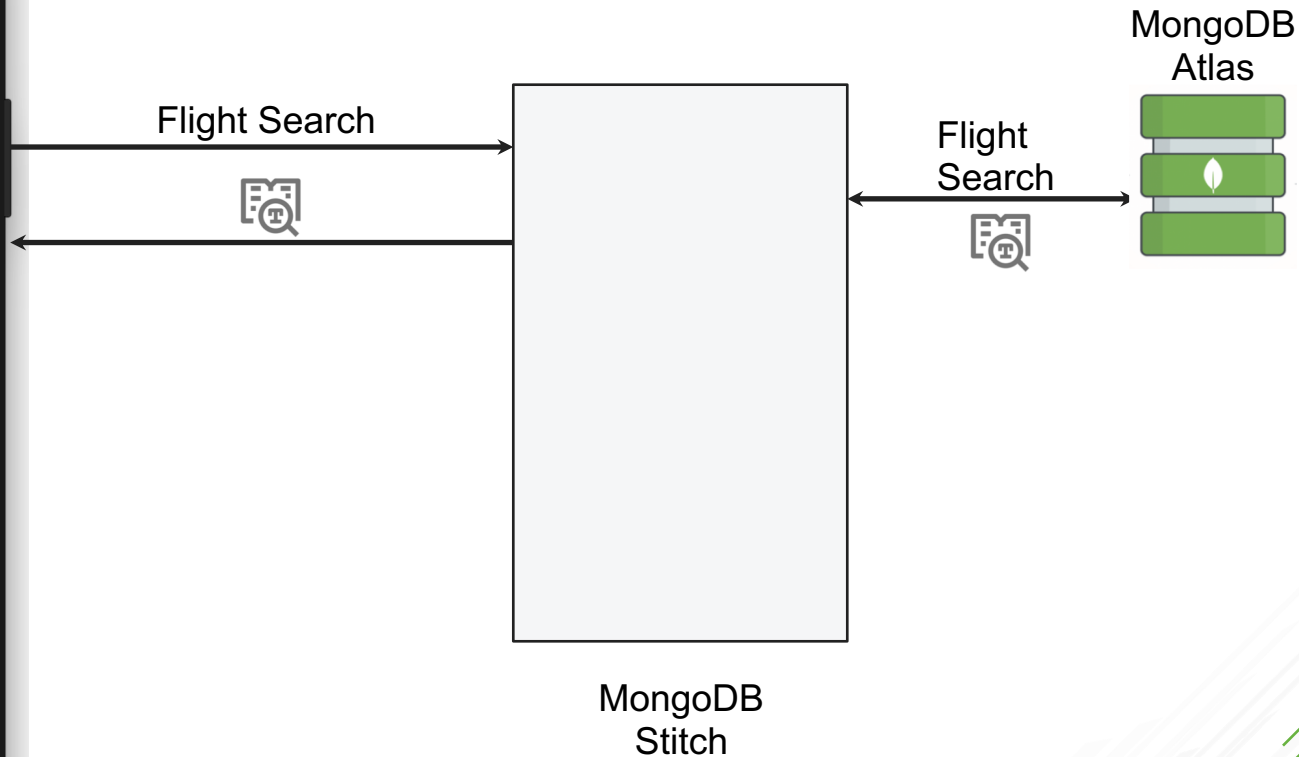 MongoDB
Atlas
Flight Search
Flight
Search
T
T
MongoDB
Stitch